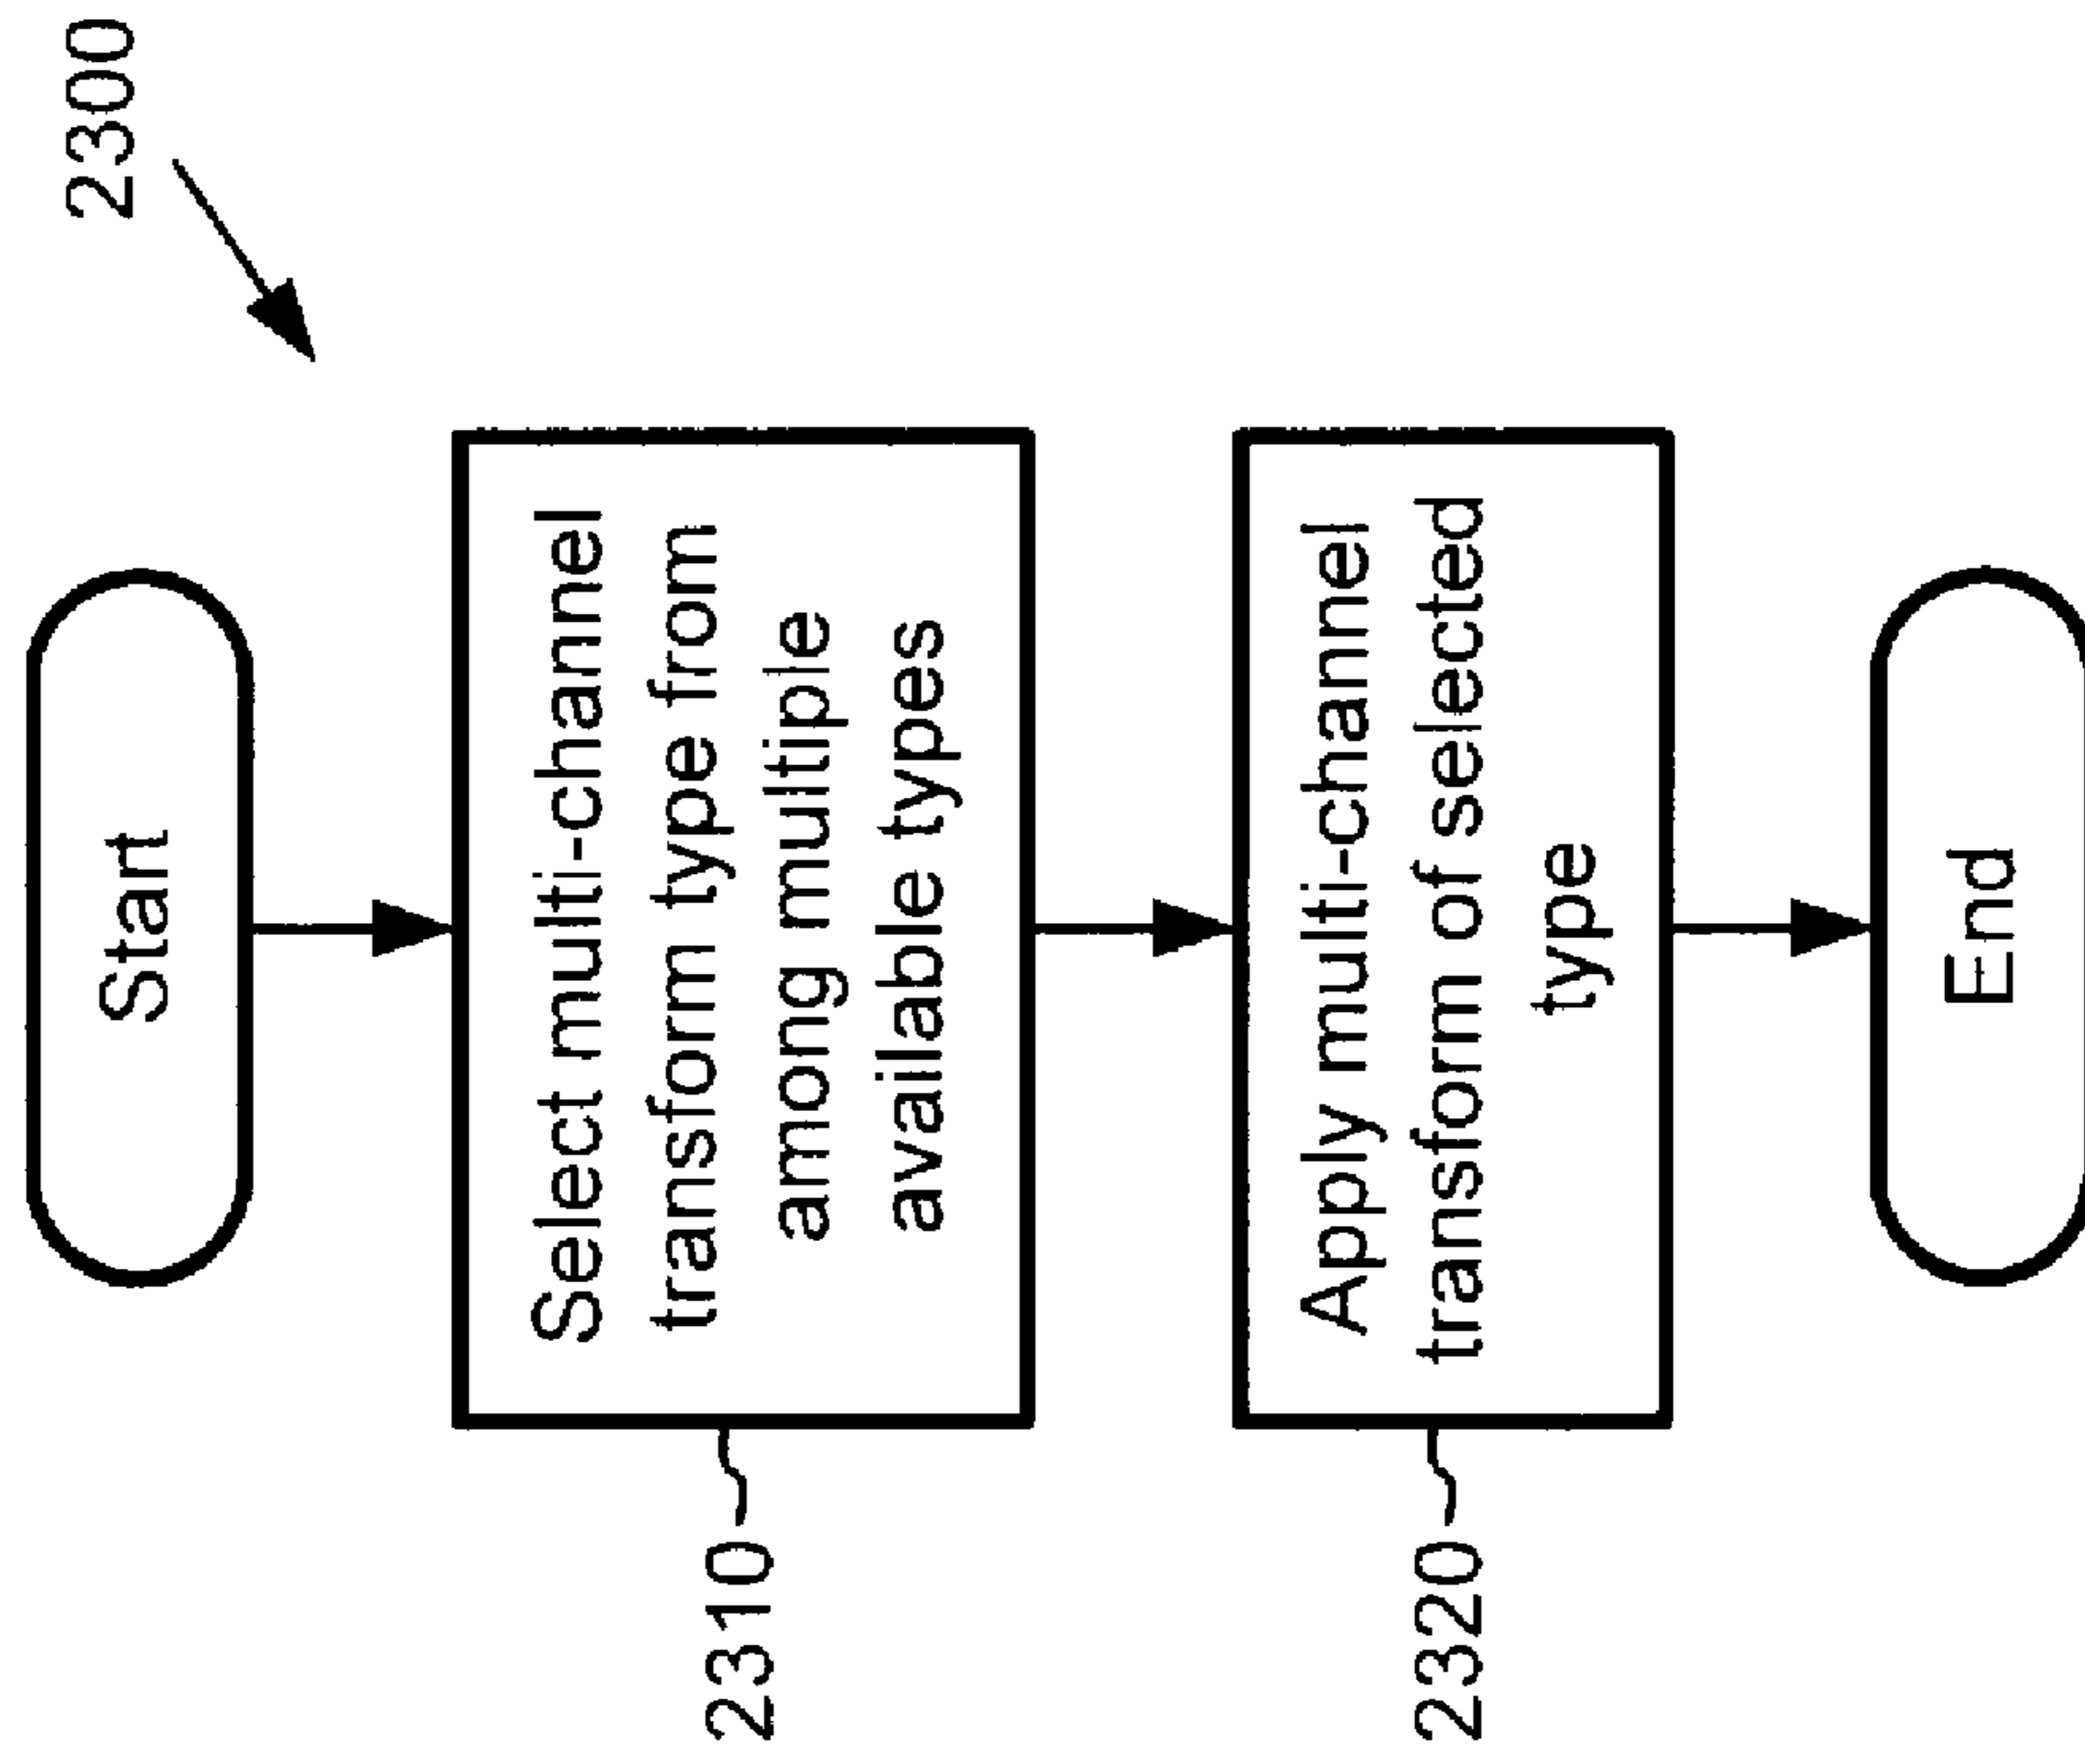 2300
Start
Select multi-channel
transform type from
among multiple
available types
2310
Apply multi-channel
transform of selected
type
2320
End